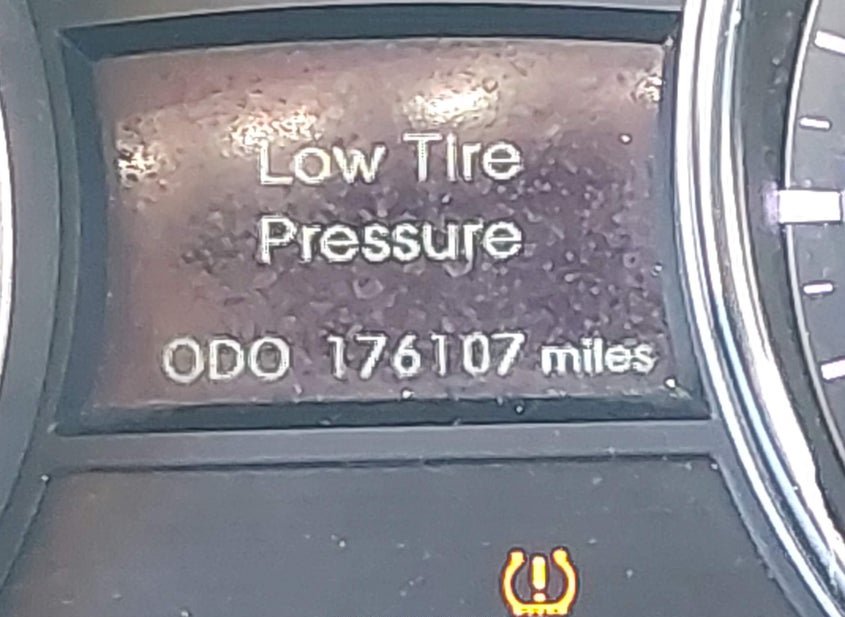 Low Tire
Pressure
ODO 176107 miles